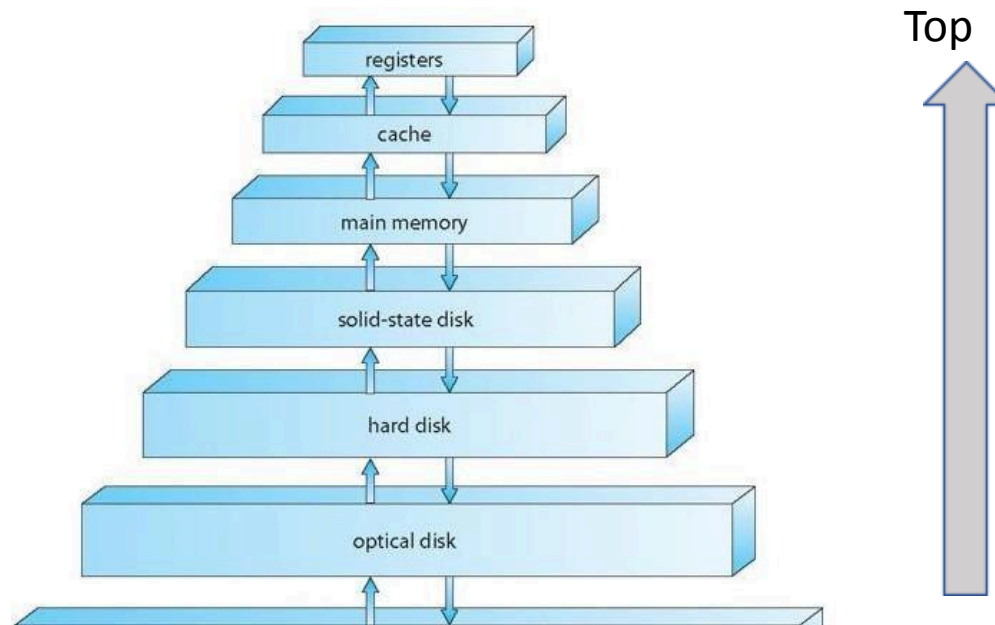 Top
registers
cache
main memory
solid-state disk
hard disk
optical disk